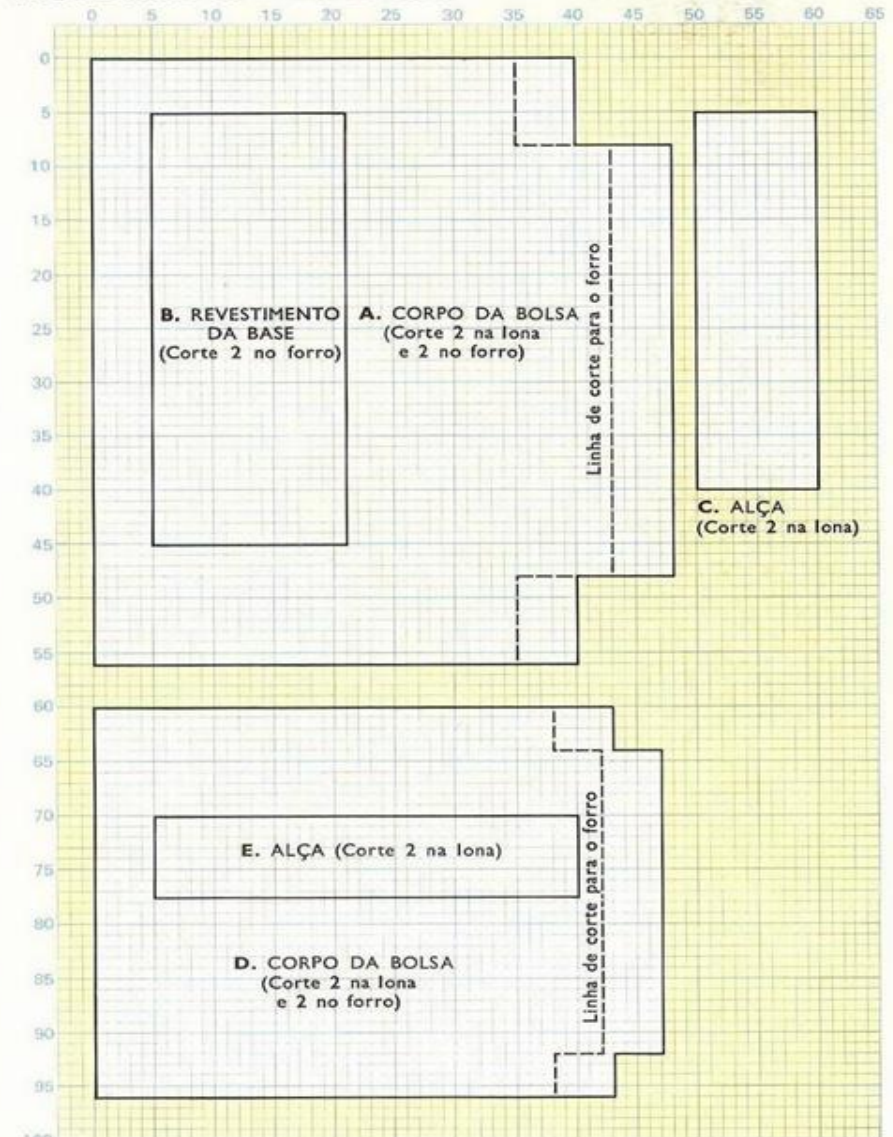 0 5 10 15 20 25 30 35 40 45 50 55 60 65
0
5
10
15
20
25
30
35
40
45
50
55
60
65
70
75
80
85
90
95
B. REVESTIMENTO
DA BASE
(Corte 2 no forro)
A. CORPO DA BOLSA
(Corte 2 na lona
e 2 no forro)
Linha de corte para o forro
C. ALÇA
(Corte 2 na lona)
E. ALÇA (Corte 2 na lona)
D. CORPO DA BOLSA
(Corte 2 na lona
e 2 no forro)
Linha de corte para o forro